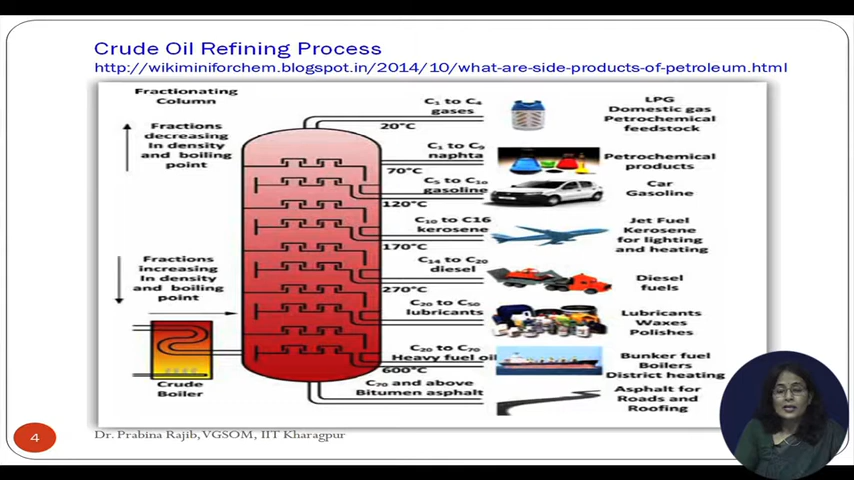 Crude Oil Refining Process
http://wikiminiforchem.blogspot.in/2014/10/what-are-side-products-of-petroleum.html
Fractionating
Column
Fractions
decreasing
In density
and boiling
point
Fractions
increasing
In density
and boiling
point
Crude
Boiler
C1 to C4
gases
20°C
C1 to C9
naphta
70°C
C5 to C10
gasoline
120°C
C10 to C16
kerosene
170°C
C14 to C20
diesel
270°C
C20 to C50
lubricants
C20 to C70
Heavy fuel oil
600°C
C70 and above
Bitumen asphalt
LPG
Domestic gas
Petrochemical
feedstock
Petrochemical
products
Car
Gasoline
Jet Fuel
Kerosene
for lighting
and heating
Diesel
fuels
Lubricants
Waxes
Polishes
Bunker fuel
Boilers
District heating
Asphalt for
Roads and
Roofing
4
Dr. Prabina Rajib, VGSOM, IIT Kharagpur